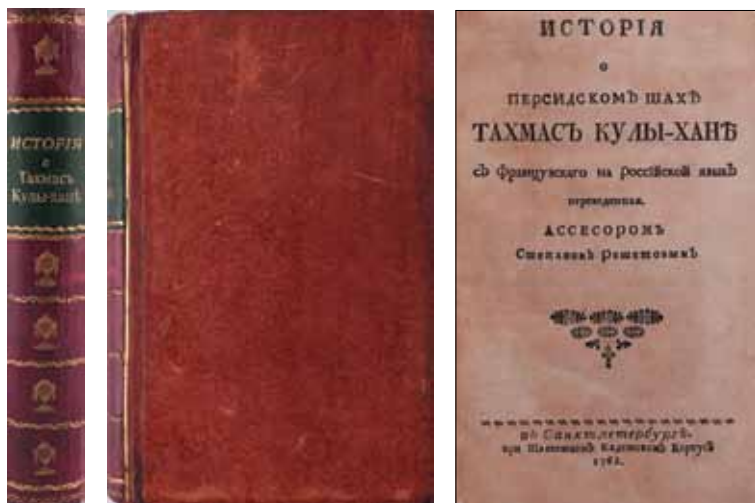 ИСТОРІЯ
о
Тахмасъ
Кулы-ханѣ
ИСТОРІЯ
о
ПЕРСИДСКОМЪ ШАХѢ
ТАХМАСЪ КУЛЫ-ХАНѢ
съ Французскаго на россійской языкъ
переведенная.
АССЕСОРОМЪ
Степаномъ Решетовымъ
въ Санктпетербургѣ,
при Шляхетномъ Кадетскомъ Корпусѣ